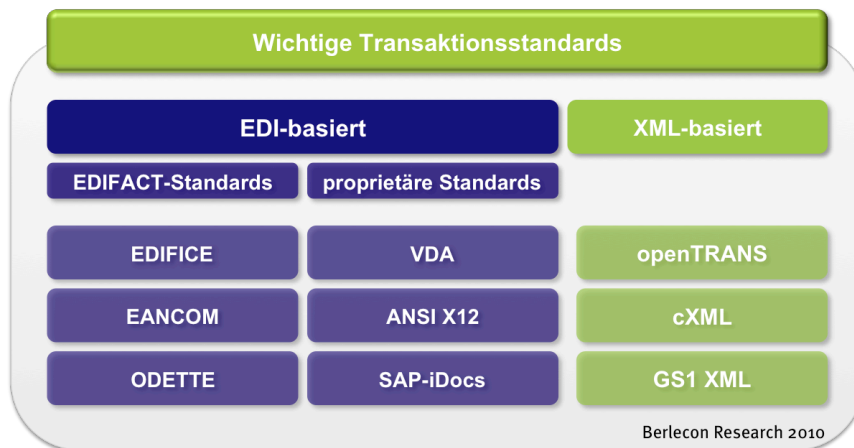 Wichtige Transaktionsstandards
EDI-basiert
XML-basiert
EDIFACT-Standards
proprietäre Standards
EDIFICE
VDA
openTRANS
EANCOM
ANSI X12
cXML
ODETTE
SAP-iDocs
GS1 XML
Berlecon Research 2010